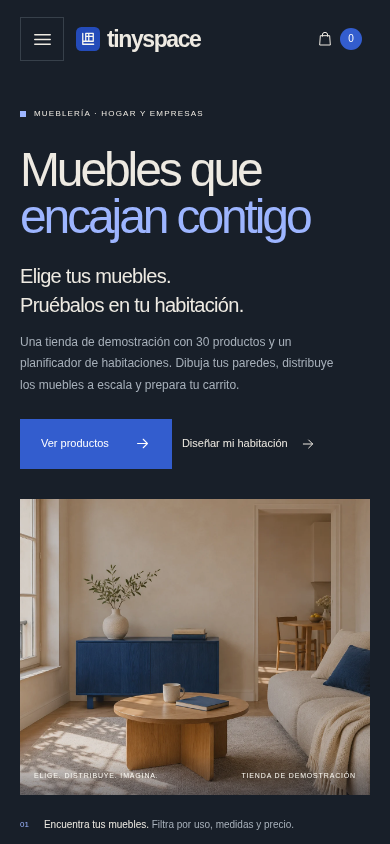 tinyspace
0
MUEBLERÍA · HOGAR Y EMPRESAS
Muebles que
encajan contigo
Elige tus muebles.
Pruébalos en tu habitación.
Una tienda de demostración con 30 productos y un
planificador de habitaciones. Dibuja tus paredes, distribuye
los muebles a escala y prepara tu carrito.
Ver productos → Diseñar mi habitación →
ELIGE. DISTRIBUYE. IMAGINA. TIENDA DE DEMOSTRACIÓN
01 Encuentra tus muebles. Filtra por uso, medidas y precio.